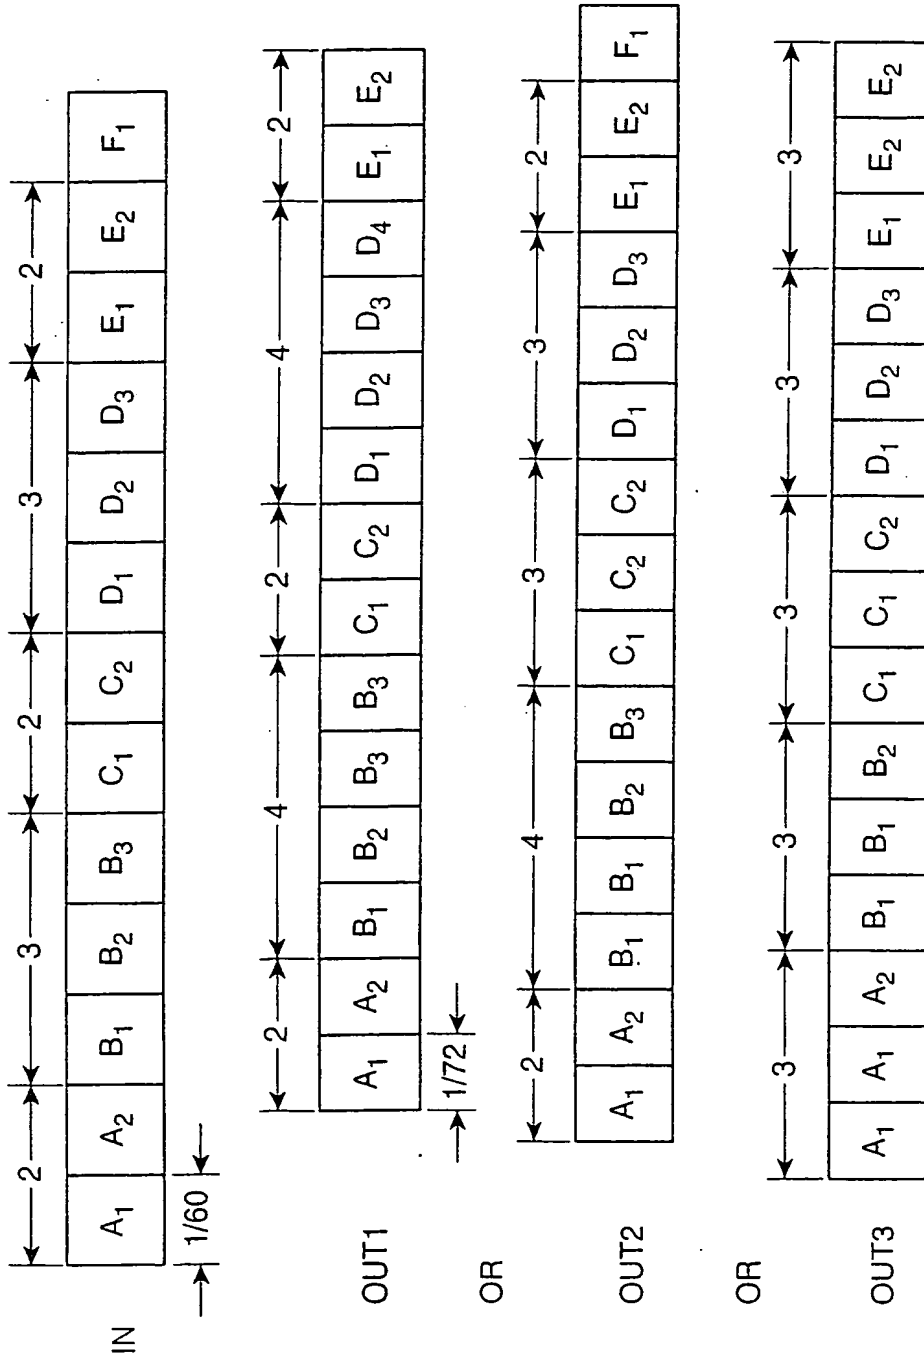 2 3 2 3 2
IN A₁ A₂ B₁ B₂ B₃ C₁ C₂ D₁ D₂ D₃ E₁ E₂ F₁
1/60
2 4 2 4 2
OUT1 A₁ A₂ B₁ B₂ B₃ B₃ C₁ C₂ D₁ D₂ D₃ D₄ E₁ E₂
1/72
OR
2 4 3 3 2
OUT2 A₁ A₂ B₁ B₁ B₂ B₃ C₁ C₂ C₂ D₁ D₂ D₃ E₁ E₂ F₁
OR
3 3 3 3 3
OUT3 A₁ A₁ A₂ B₁ B₁ B₂ C₁ C₁ C₂ D₁ D₂ D₃ E₁ E₂ E₂